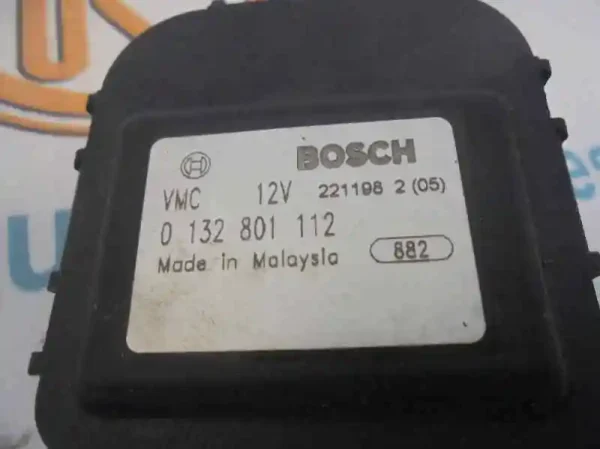 BOSCH
VMC 12V 221198 2 (05)
0 132 801 112
Made in Malaysia 882